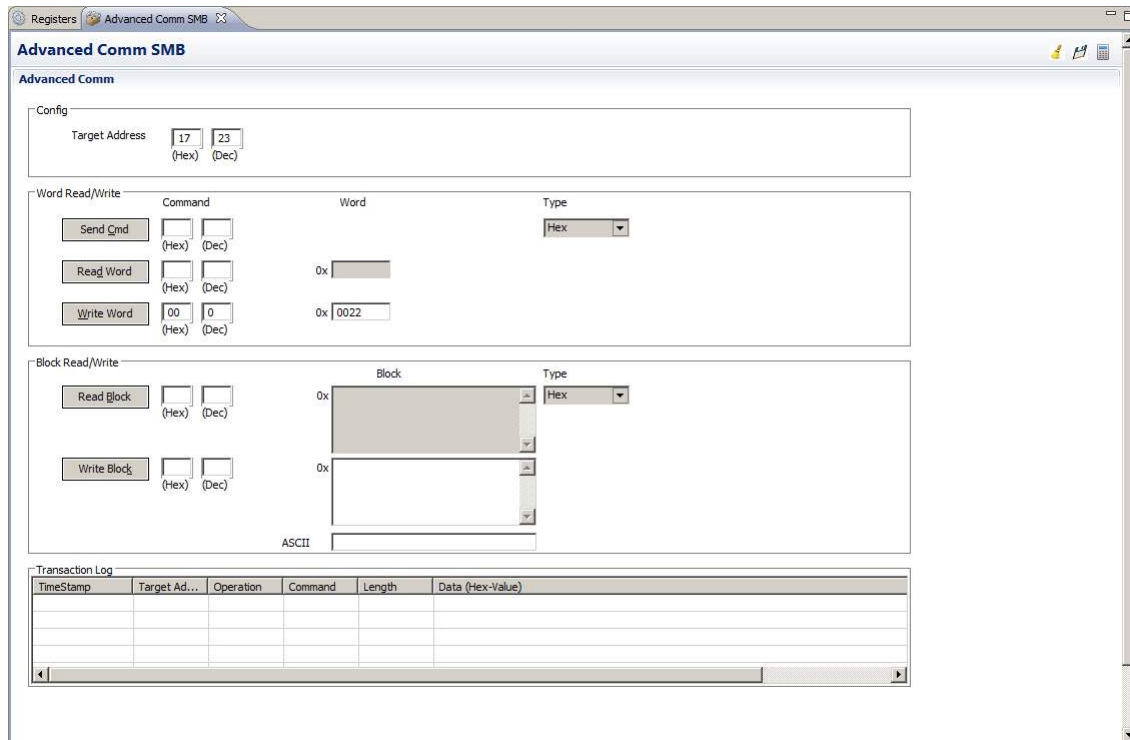 Registers Advanced Comm SMB
Advanced Comm SMB
Advanced Comm
Config
Target Address 17 23
(Hex) (Dec)
Word Read/Write
Command Word Type
Send Cmd Hex
(Hex) (Dec)
Read Word 0x
(Hex) (Dec)
Write Word 00 0 0x 0022
(Hex) (Dec)
Block Read/Write
Block Type
Read Block 0x Hex
(Hex) (Dec)
Write Block 0x
(Hex) (Dec)
ASCII
Transaction Log
TimeStamp Target Ad... Operation Command Length Data (Hex-Value)